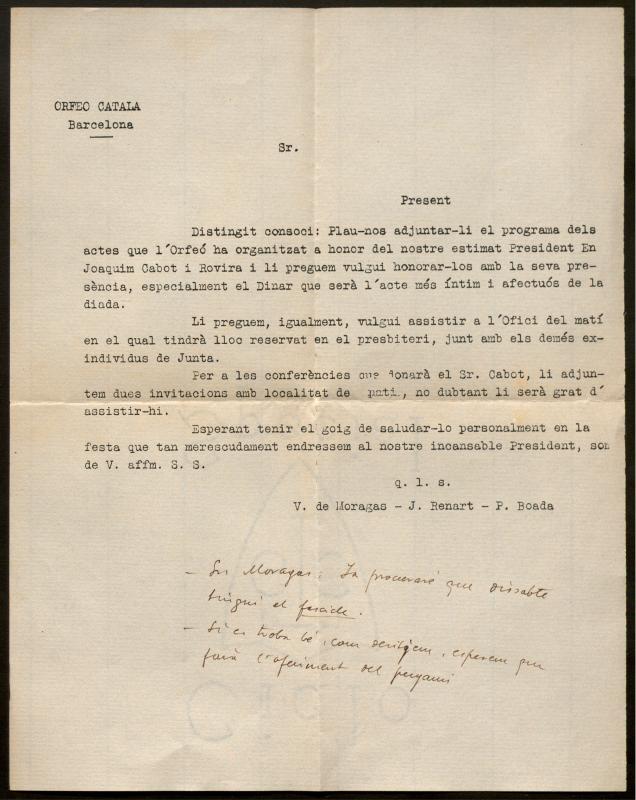 ORFEO CATALA
Barcelona
Sr.
Present
Distingit consoci: Plau-nos adjuntar-li el programa dels
actes que l'Orfeó ha organitzat a honor del nostre estimat President En
Joaquim Cabot i Rovira i li preguem vulgui honorar-los amb la seva pre-
sència, especialment el Dinar que serà l'acte més íntim i afectuós de la
diada.
Li preguem, igualment, vulgui assistir a l'Ofici del matí
en el qual tindrà lloc reservat en el presbiteri, junt amb els demés ex-
individus de Junta.
Per a les conferències que donarà el Sr. Cabot, li adjun-
tem dues invitacions amb localitat de pati, no dubtant li serà grat d'
assistir-hi.
Esperant tenir el goig de saludar-lo personalment en la
festa que tan merescudament endressem al nostre incansable President, som
de V. affm. S. S.
q. l. s.
V. de Moragas - J. Renart - P. Boada
- Sr Moragas: Ja procuraré que dissabte
tingui el
- Si es troba bé, com desitjem, esperem que
farà l'oferiment del pergamí